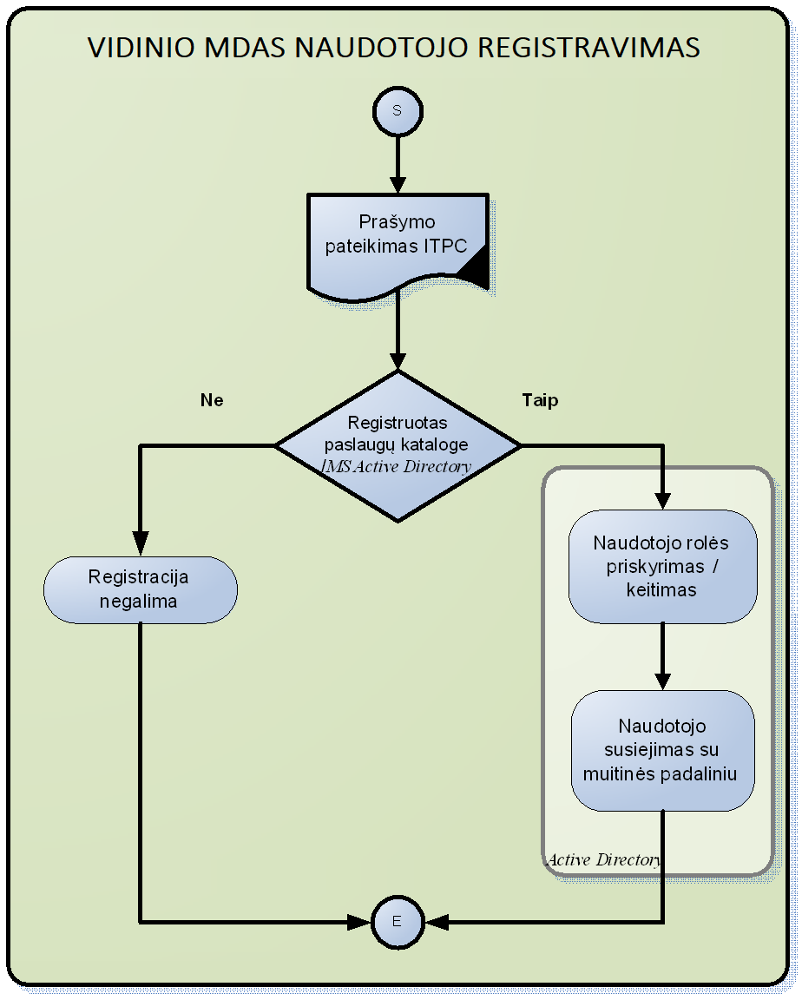 VIDINIO MDAS NAUDOTOJO REGISTRAVIMAS
S
Prašymo
pateikimas ITPC
Ne
Taip
Registruotas
paslaugų kataloge
MS Active Directory
Registracija
negalima
Naudotojo rolės
priskyrimas /
keitimas
Naudotojo
susiejimas su
muitinės padaliniu
Active Directory
E